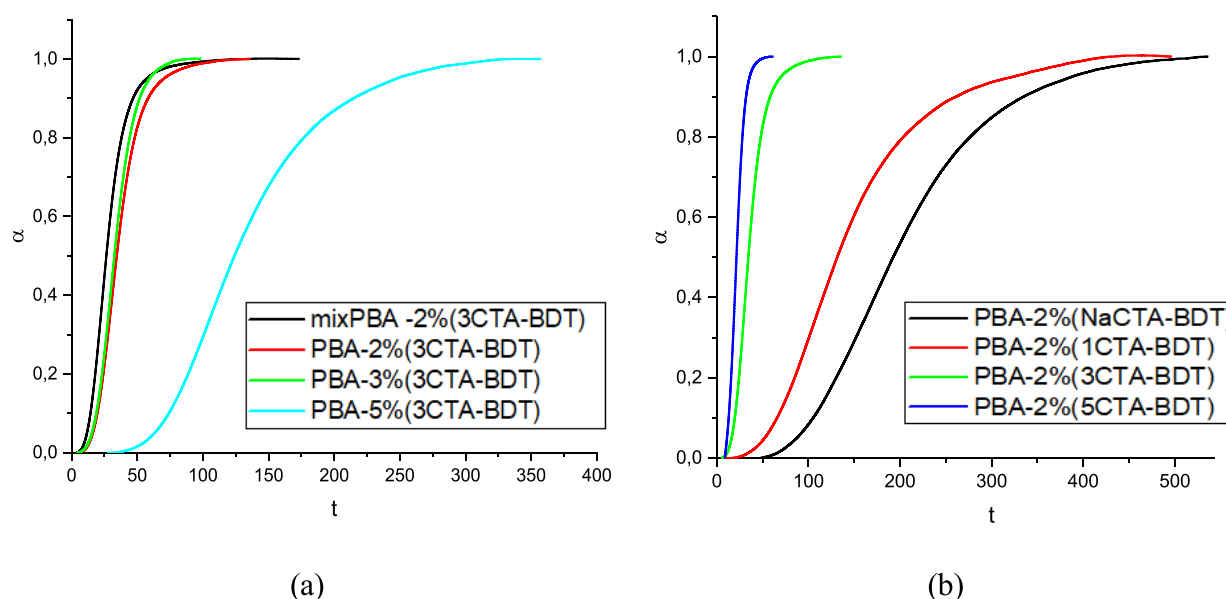 1,0
0,8
0,6
0,4
0,2
0,0
α
0 50 100 150 200 250 300 350 400
t
mixPBA -2%(3CTA-BDT)
PBA-2%(3CTA-BDT)
PBA-3%(3CTA-BDT)
PBA-5%(3CTA-BDT)
(a)
1,0
0,8
0,6
0,4
0,2
0,0
α
0 100 200 300 400 500
t
PBA-2%(NaCTA-BDT)
PBA-2%(1CTA-BDT)
PBA-2%(3CTA-BDT)
PBA-2%(5CTA-BDT)
(b)